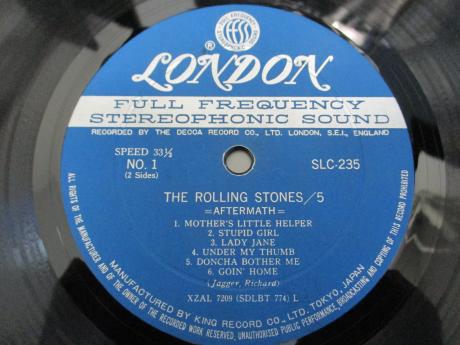 FULL FREQUENCY
STEREOPHONIC
®
LONDON
FULL FREQUENCY
STEREOPHONIC SOUND
RECORDED BY THE DECCA RECORD CO., LTD. LONDON, S.E.I., ENGLAND
SPEED 33⅓
NO. 1
(2 Sides)
SLC-235
THE ROLLING STONES/5
=AFTERMATH=
1. MOTHER'S LITTLE HELPER
2. STUPID GIRL
3. LADY JANE
4. UNDER MY THUMB
5. DONCHA BOTHER ME
6. GOIN' HOME
(Jagger, Richard)
XZAL 7209 (SDLBT 774) L
MANUFACTURED BY KING RECORD CO., LTD. TOKYO, JAPAN
ALL RIGHTS OF THE MANUFACTURER AND OF THE OWNER OF THE RECORDED WORK RESERVED, UNAUTHORISED PUBLIC PERFORMANCE, BROADCASTING AND COPYING OF THIS RECORD PROHIBITED